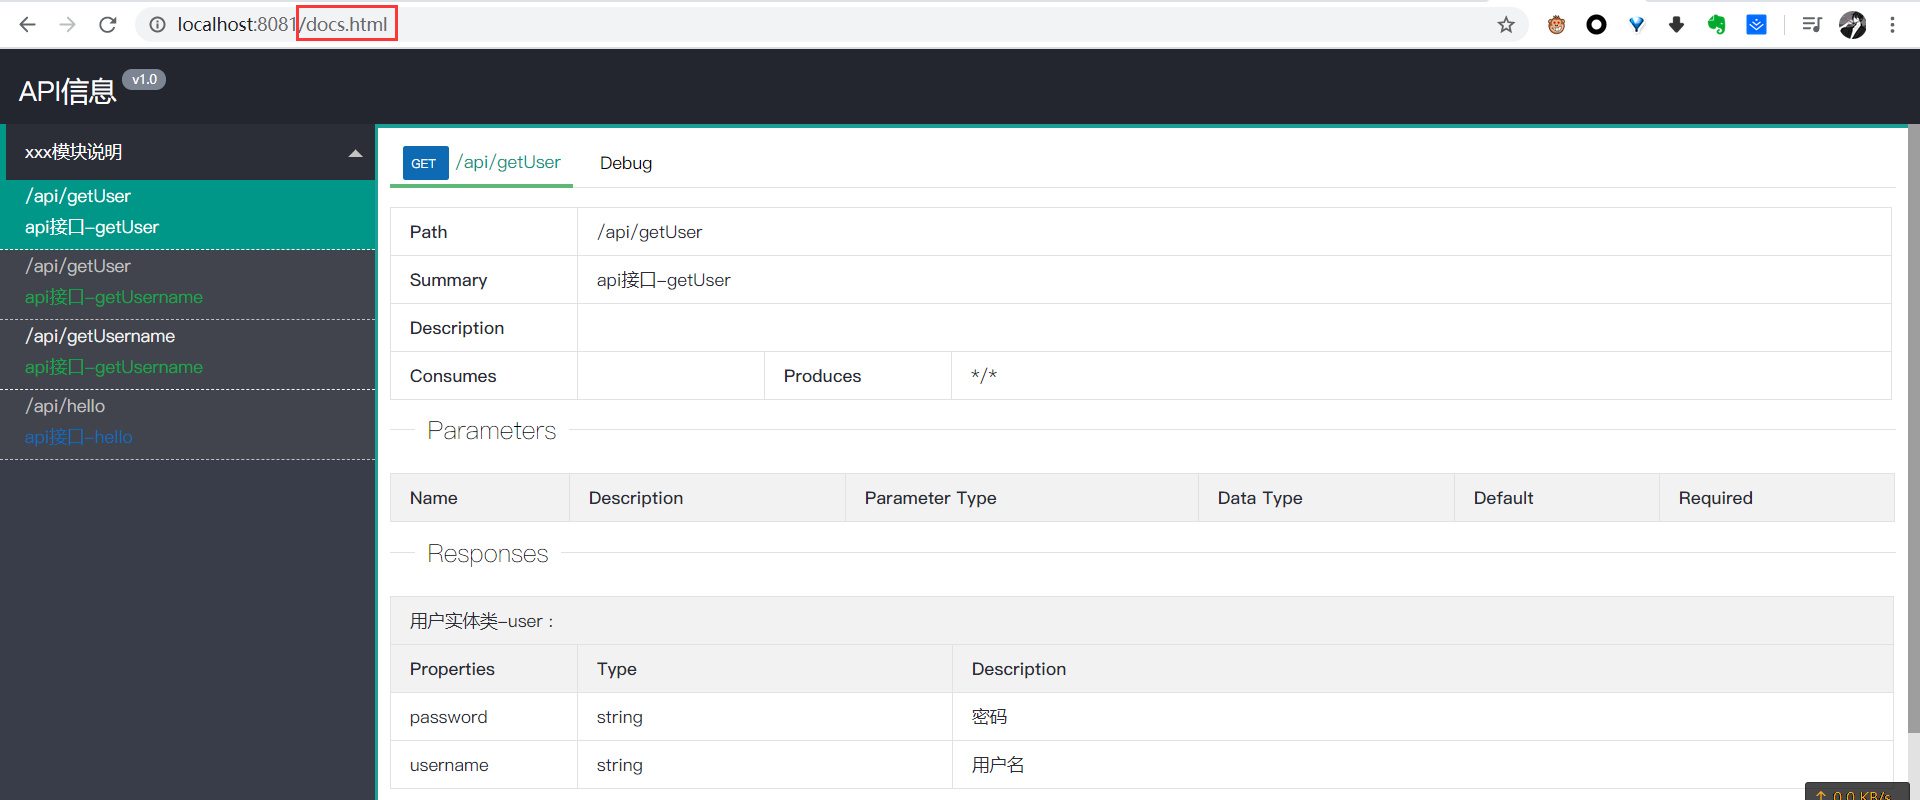 localhost:8081/docs.html
API信息 v1.0
xxx模块说明
/api/getUser
api接口-getUser
/api/getUser
api接口-getUsername
/api/getUsername
api接口-getUsername
/api/hello
api接口-hello
GET /api/getUser Debug
Path /api/getUser
Summary api接口-getUser
Description
Consumes Produces */*
Parameters
Name Description Parameter Type Data Type Default Required
Responses
用户实体类-user :
Properties Type Description
password string 密码
username string 用户名
↑ 0.0 KB/s